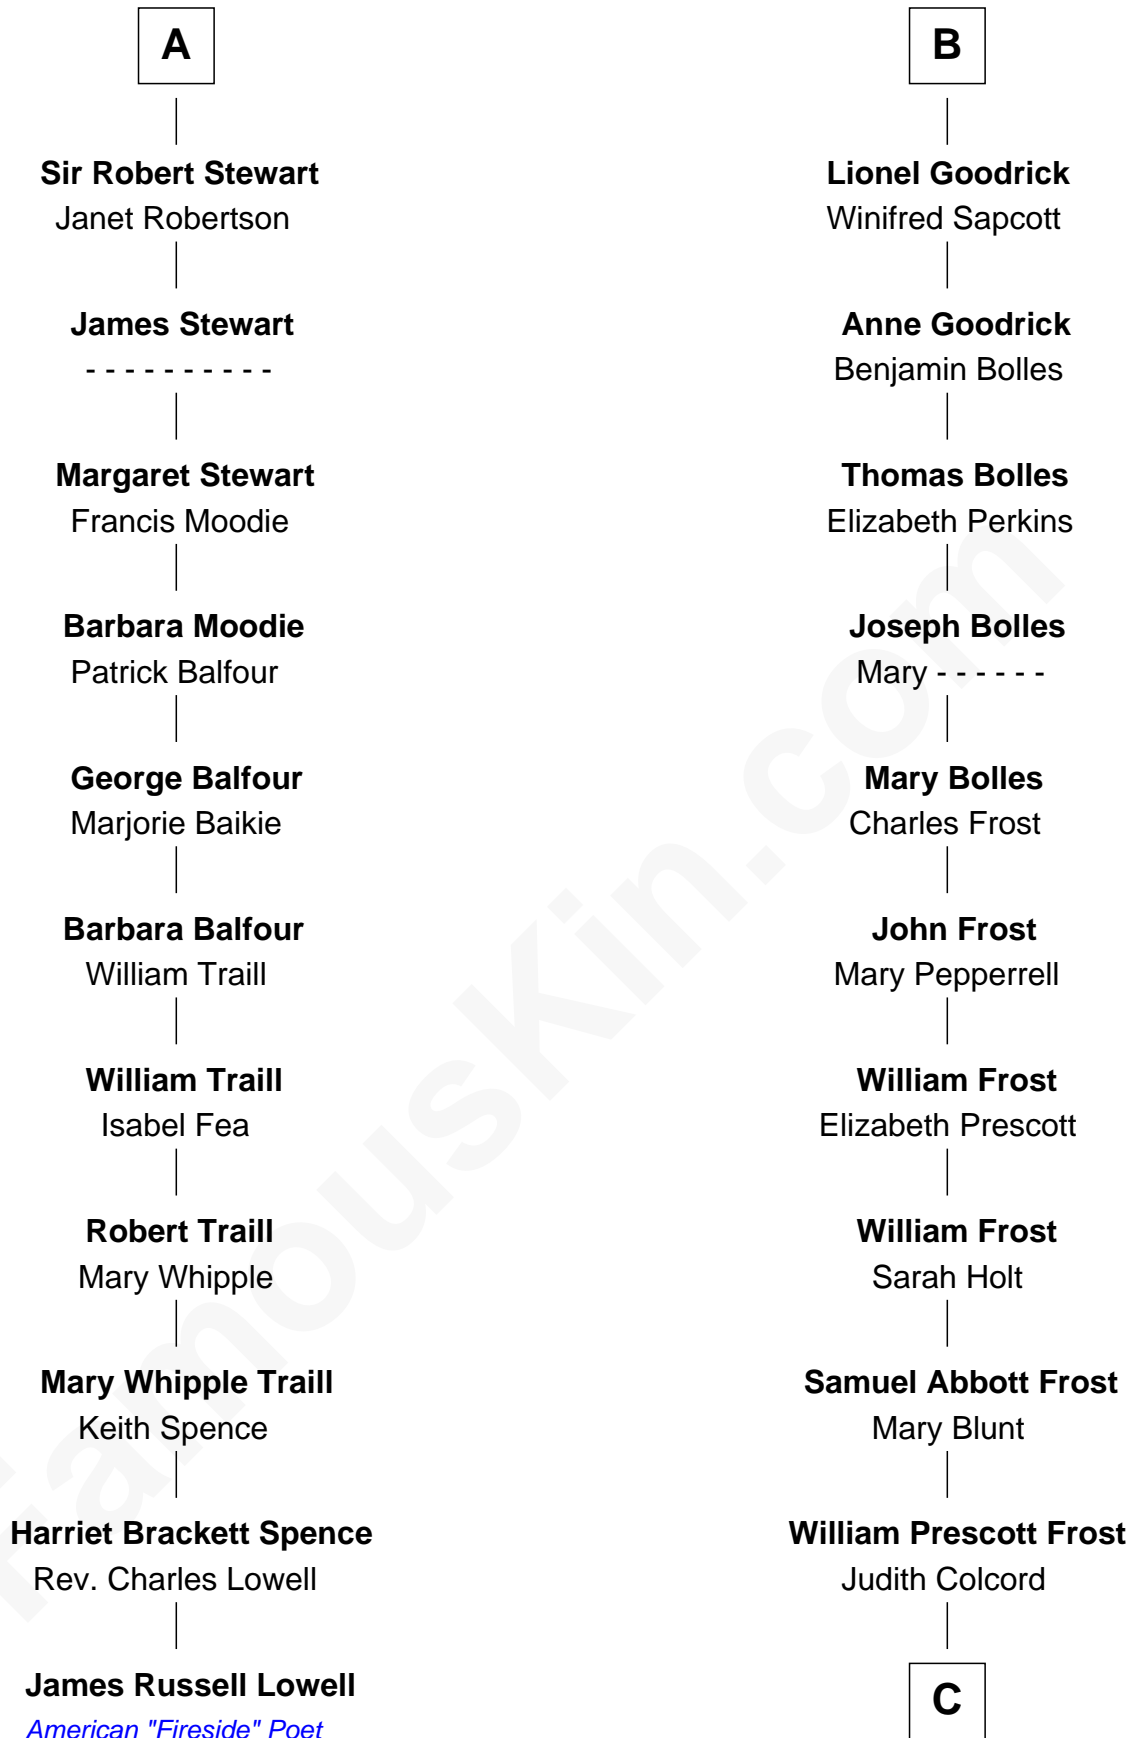 A
Sir Robert Stewart
Janet Robertson
James Stewart
- - - - - - - - - -
Margaret Stewart
Francis Moodie
Barbara Moodie
Patrick Balfour
George Balfour
Marjorie Baikie
Barbara Balfour
William Traill
William Traill
Isabel Fea
Robert Traill
Mary Whipple
Mary Whipple Traill
Keith Spence
Harriet Brackett Spence
Rev. Charles Lowell
James Russell Lowell
American "Fireside" Poet
B
Lionel Goodrick
Winifred Sapcott
Anne Goodrick
Benjamin Bolles
Thomas Bolles
Elizabeth Perkins
Joseph Bolles
Mary - - - - - -
Mary Bolles
Charles Frost
John Frost
Mary Pepperrell
William Frost
Elizabeth Prescott
William Frost
Sarah Holt
Samuel Abbott Frost
Mary Blunt
William Prescott Frost
Judith Colcord
C
FamousKin.com